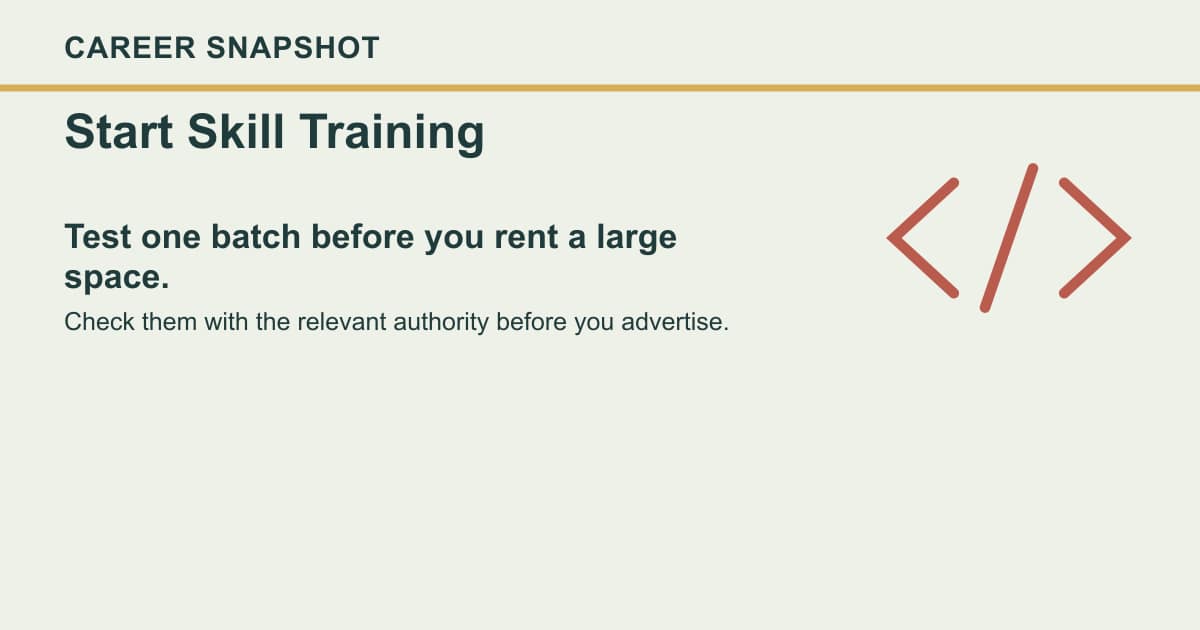 CAREER SNAPSHOT
Start Skill Training
Test one batch before you rent a large
space.
Check them with the relevant authority before you advertise.